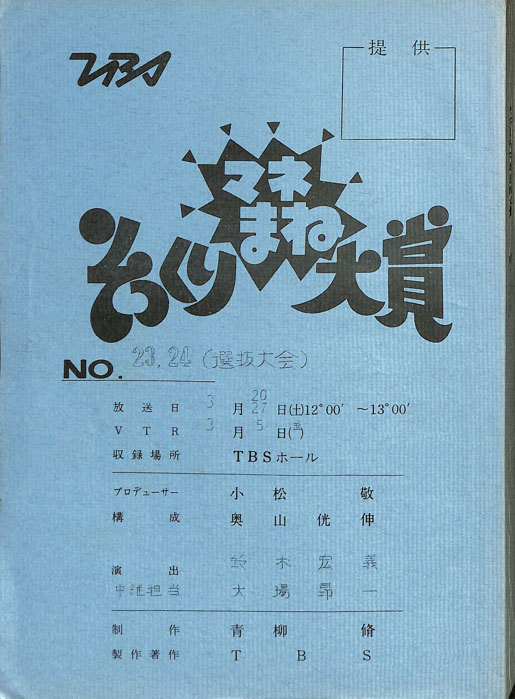 TBS
提供
マネ
まね
そっくり大賞
NO. 23,24(選抜大会)
20
放送日 3月27日(土)12°00′ ～13°00′
VTR 3月5日(金)
収録場所 TBSホール
プロデューサー 小松 敬
構成 奥山侊伸
演出 鈴木宏義
中継担当 大場昴一
制作 青柳脩
製作著作 TBS